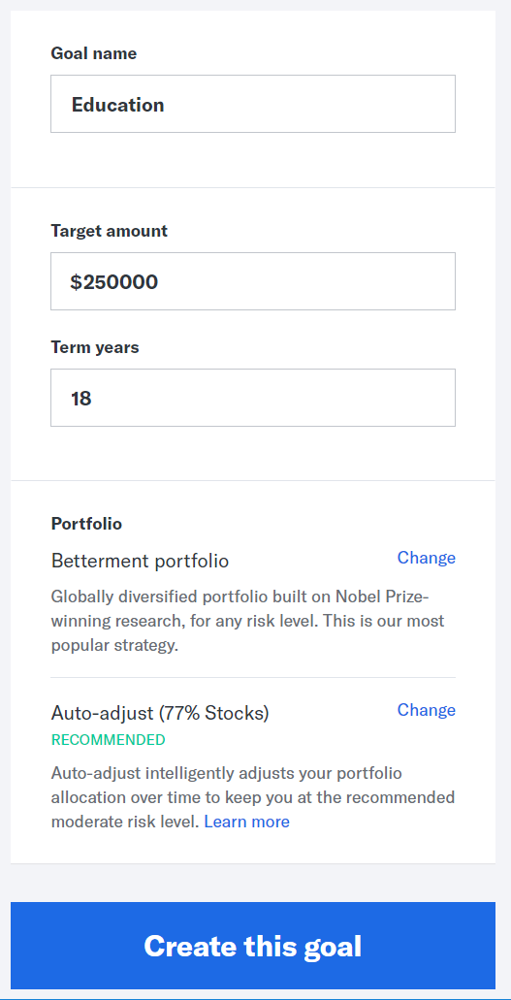 Goal name
Education
Target amount
$250000
Term years
18
Portfolio
Betterment portfolio
Change
Globally diversified portfolio built on Nobel Prize-
winning research, for any risk level. This is our most
popular strategy.
Auto-adjust (77% Stocks)
Change
RECOMMENDED
Auto-adjust intelligently adjusts your portfolio
allocation over time to keep you at the recommended
moderate risk level. Learn more
Create this goal